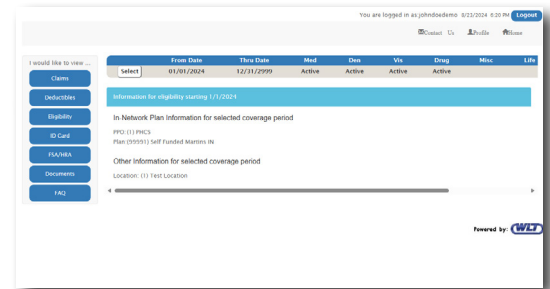 You are logged in as:johndoedemo 8/23/2024 6:20 PM Logout
Contact Us Profile Home
I would like to view ...
Claims
Deductibles
Eligibility
ID Card
FSA/HRA
Documents
FAQ
From Date Thru Date Med Den Vis Drug Misc Life
Select 01/01/2024 12/31/2999 Active Active Active Active
Information for eligibility starting 1/1/2024
In Network Plan Information for selected coverage period
PPO: (1) PHCS
Plan (99991) Self Funded Martins IN
Other Information for selected coverage period
Location: (1) Test Location
Powered by: WLT